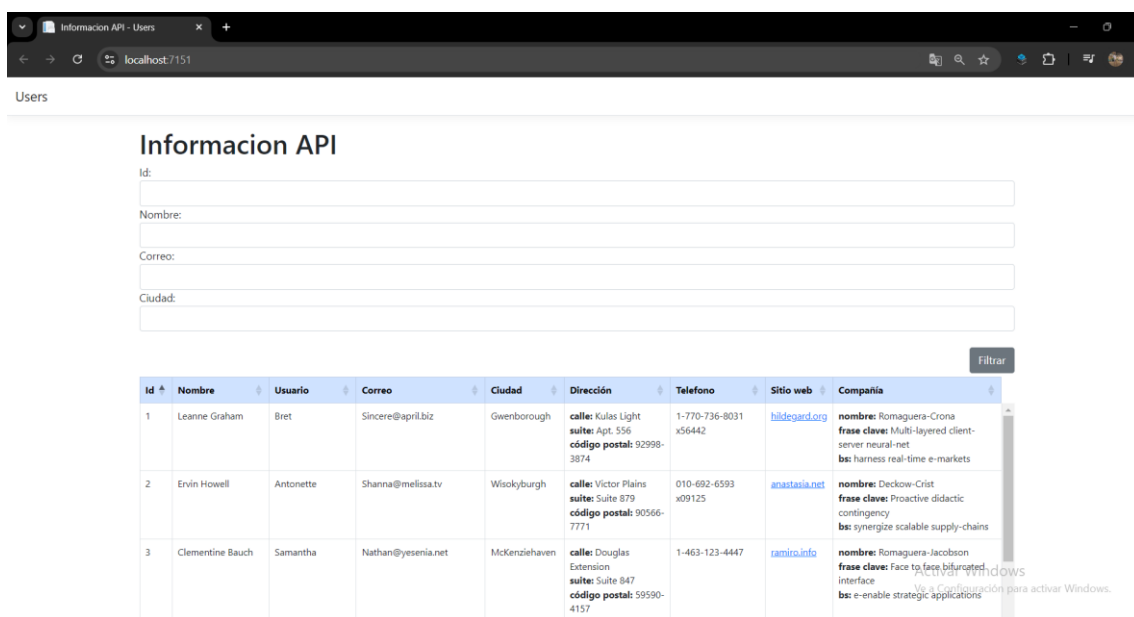 Informacion API - Users
localhost:7151
Users
Informacion API
Id:
Nombre:
Correo:
Ciudad:
Filtrar
Id Nombre Usuario Correo Ciudad Dirección Telefono Sitio web Compañía
1 Leanne Graham Bret Sincere@april.biz Gwenborough calle: Kulas Light 1-770-736-8031 hildegard.org nombre: Romaguera-Crona
suite: Apt. 556 x56442 frase clave: Multi-layered client-
código postal: 92998- server neural-net
3874 bs: harness real-time e-markets
2 Ervin Howell Antonette Shanna@melissa.tv Wisokyburgh calle: Victor Plains 010-692-6593 anastasia.net nombre: Deckow-Crist
suite: Suite 879 x09125 frase clave: Proactive didactic
código postal: 90566- contingency
7771 bs: synergize scalable supply-chains
3 Clementine Bauch Samantha Nathan@yesenia.net McKenziehaven calle: Douglas 1-463-123-4447 ramiro.info nombre: Romaguera-Jacobson
Extension frase clave: Face to face bifurcated
suite: Suite 847 interface
código postal: 59590- bs: e-enable strategic applications
4157
Activar Windows
Ve a Configuración para activar Windows.